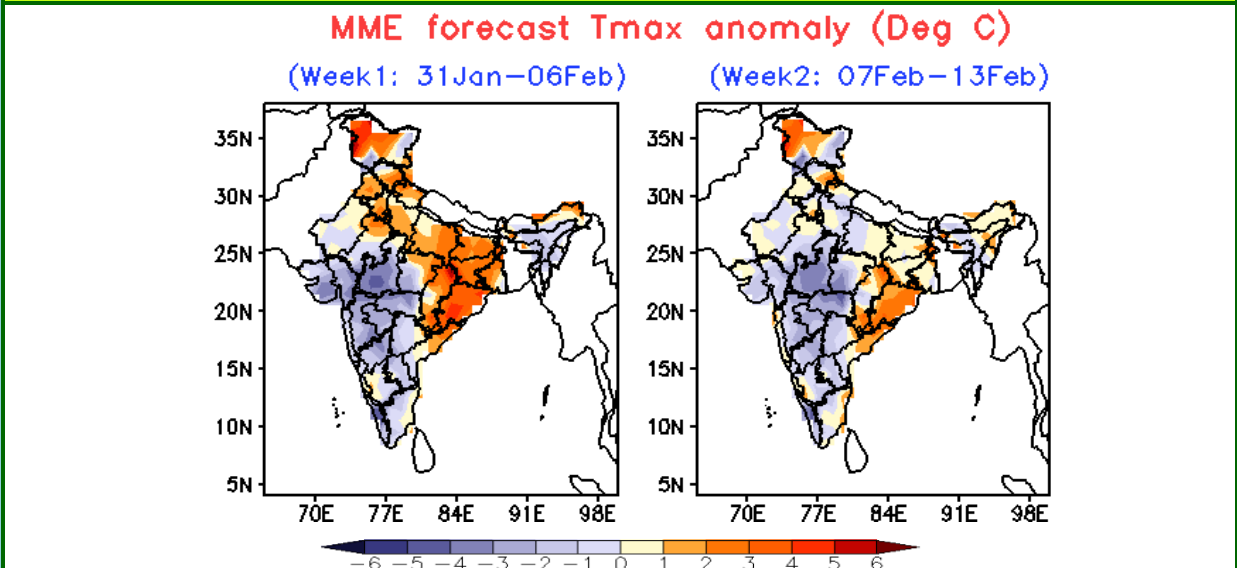 MME forecast Tmax anomaly (Deg C)
(Week1: 31Jan–06Feb) (Week2: 07Feb–13Feb)
35N 35N
30N 30N
25N 25N
20N 20N
15N 15N
10N 10N
5N 5N
70E 77E 84E 91E 98E 70E 77E 84E 91E 98E
−6 −5 −4 −3 −2 −1 0 1 2 3 4 5 6